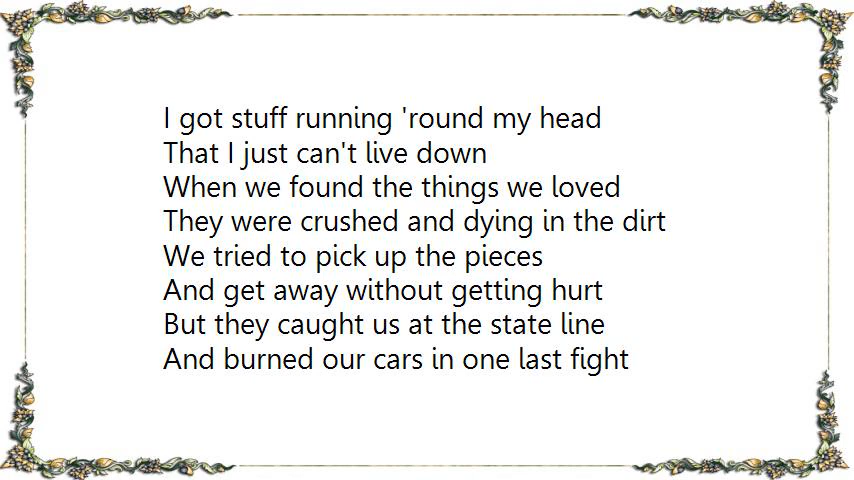 I got stuff running 'round my head
That I just can't live down
When we found the things we loved
They were crushed and dying in the dirt
We tried to pick up the pieces
And get away without getting hurt
But they caught us at the state line
And burned our cars in one last fight